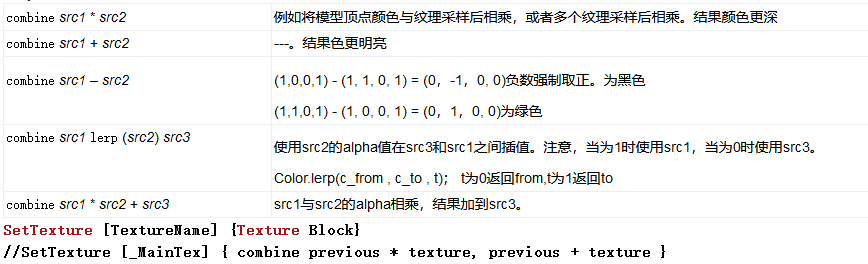 combine src1 * src2 例如将模型顶点颜色与纹理采样后相乘，或者多个纹理采样后相乘。结果颜色更深
combine src1 + src2 ---。结果色更明亮
combine src1 – src2 (1,0,0,1) - (1, 1, 0, 1) = (0，-1，0, 0)负数强制取正。为黑色
(1,1,0,1) - (1, 0, 0, 1) = (0，1，0, 0)为绿色
combine src1 lerp (src2) src3 使用src2的alpha值在src3和src1之间插值。注意，当为1时使用src1，当为0时使用src3。
Color.lerp(c_from , c_to , t)； t为0返回from,t为1返回to
combine src1 * src2 + src3 src1与src2的alpha相乘，结果加到src3。
SetTexture [TextureName] {Texture Block}
//SetTexture [_MainTex] { combine previous * texture, previous + texture }